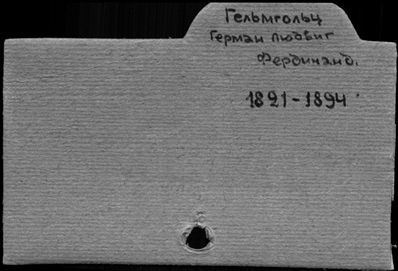 Гельмгольц
Герман Людвиг
Фердинанд.
1821-1894